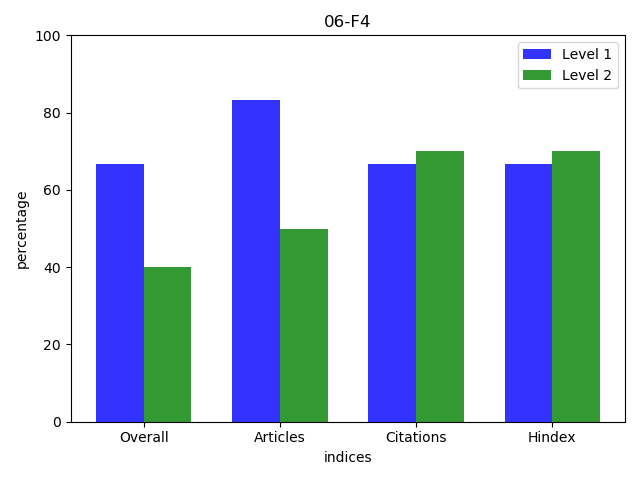 06-F4
Level 1
Level 2
100
80
60
40
20
0
percentage
Overall Articles Citations Hindex
indices